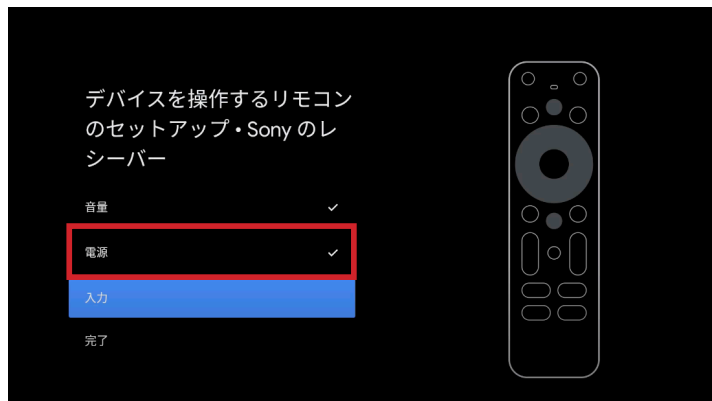 デバイスを操作するリモコン
のセットアップ • Sony のレ
シーバー
音量
電源
入力
完了